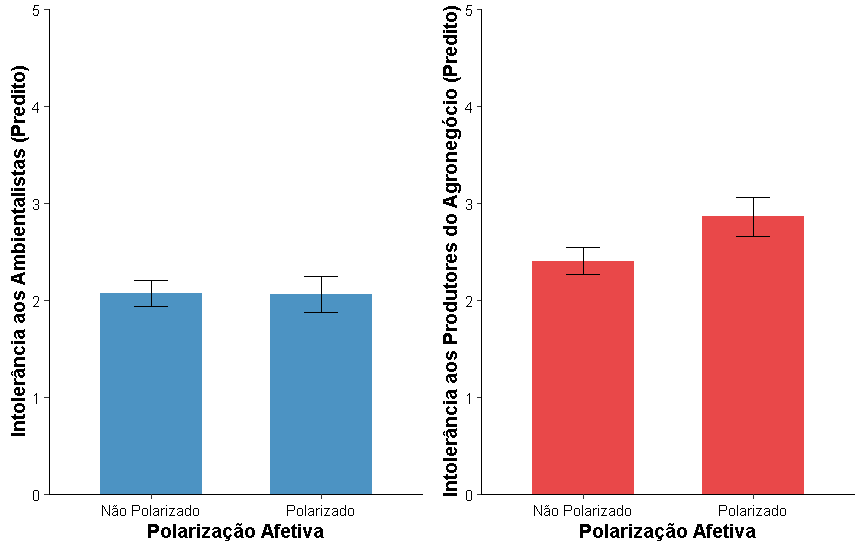 Intolerância aos Ambientalistas (Predito)
5
4
3
2
1
0
Não Polarizado
Polarizado
Polarização Afetiva
Intolerância aos Produtores do Agronegócio (Predito)
5
4
3
2
1
0
Não Polarizado
Polarizado
Polarização Afetiva